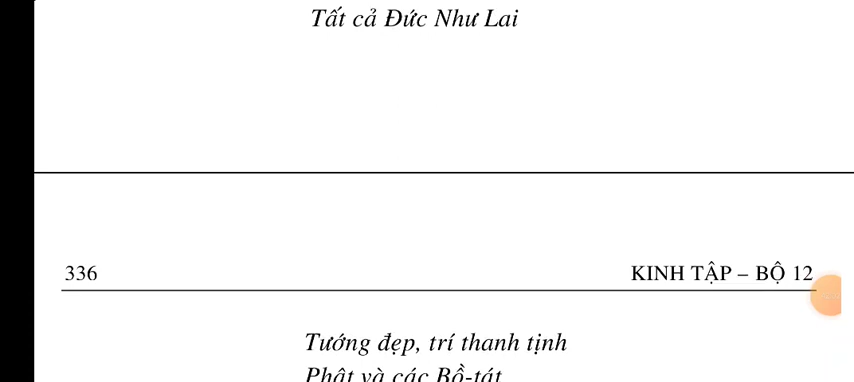 Tất cả Đức Như Lai
336 KINH TẬP – BỘ 12
Tướng đẹp, trí thanh tịnh
Phật và các Bồ-tát